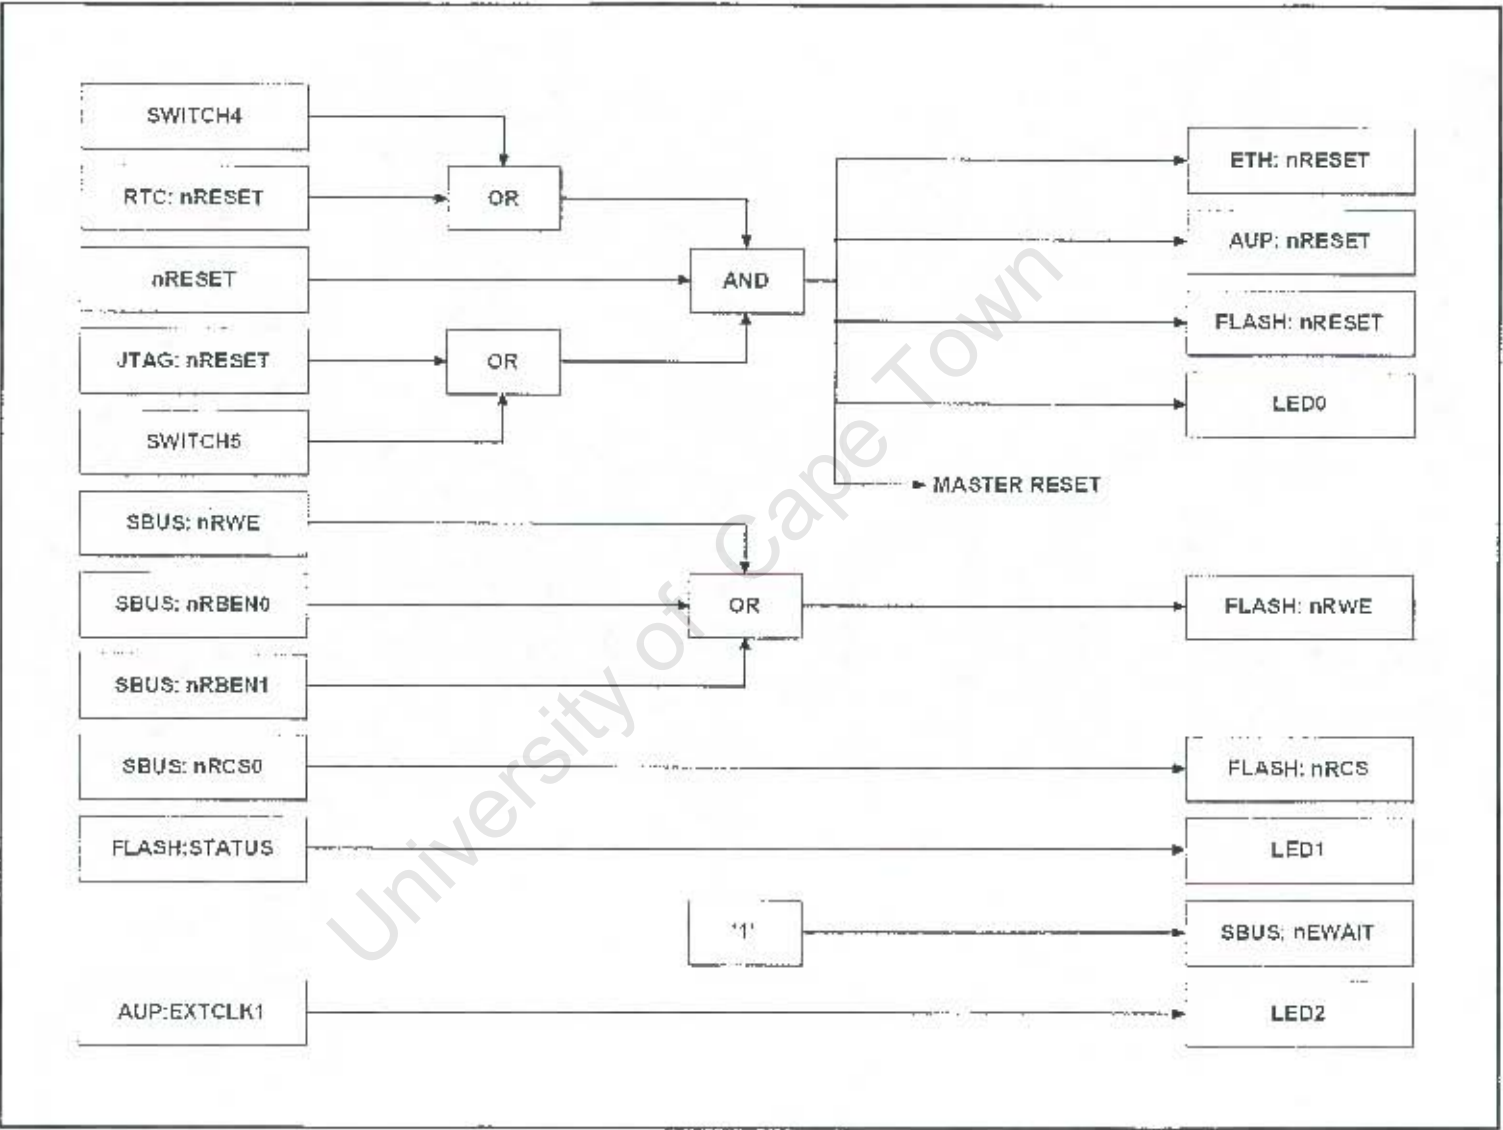 SWITCH4
RTC: nRESET
nRESET
JTAG: nRESET
SWITCH5
SBUS: nRWE
SBUS: nRBEN0
SBUS: nRBEN1
SBUS: nRCS0
FLASH:STATUS
AUP:EXTCLK1
OR
OR
AND
OR
'1'
ETH: nRESET
AUP: nRESET
FLASH: nRESET
LED0
MASTER RESET
FLASH: nRWE
FLASH: nRCS
LED1
SBUS: nEWAIT
LED2
University of Cape Town